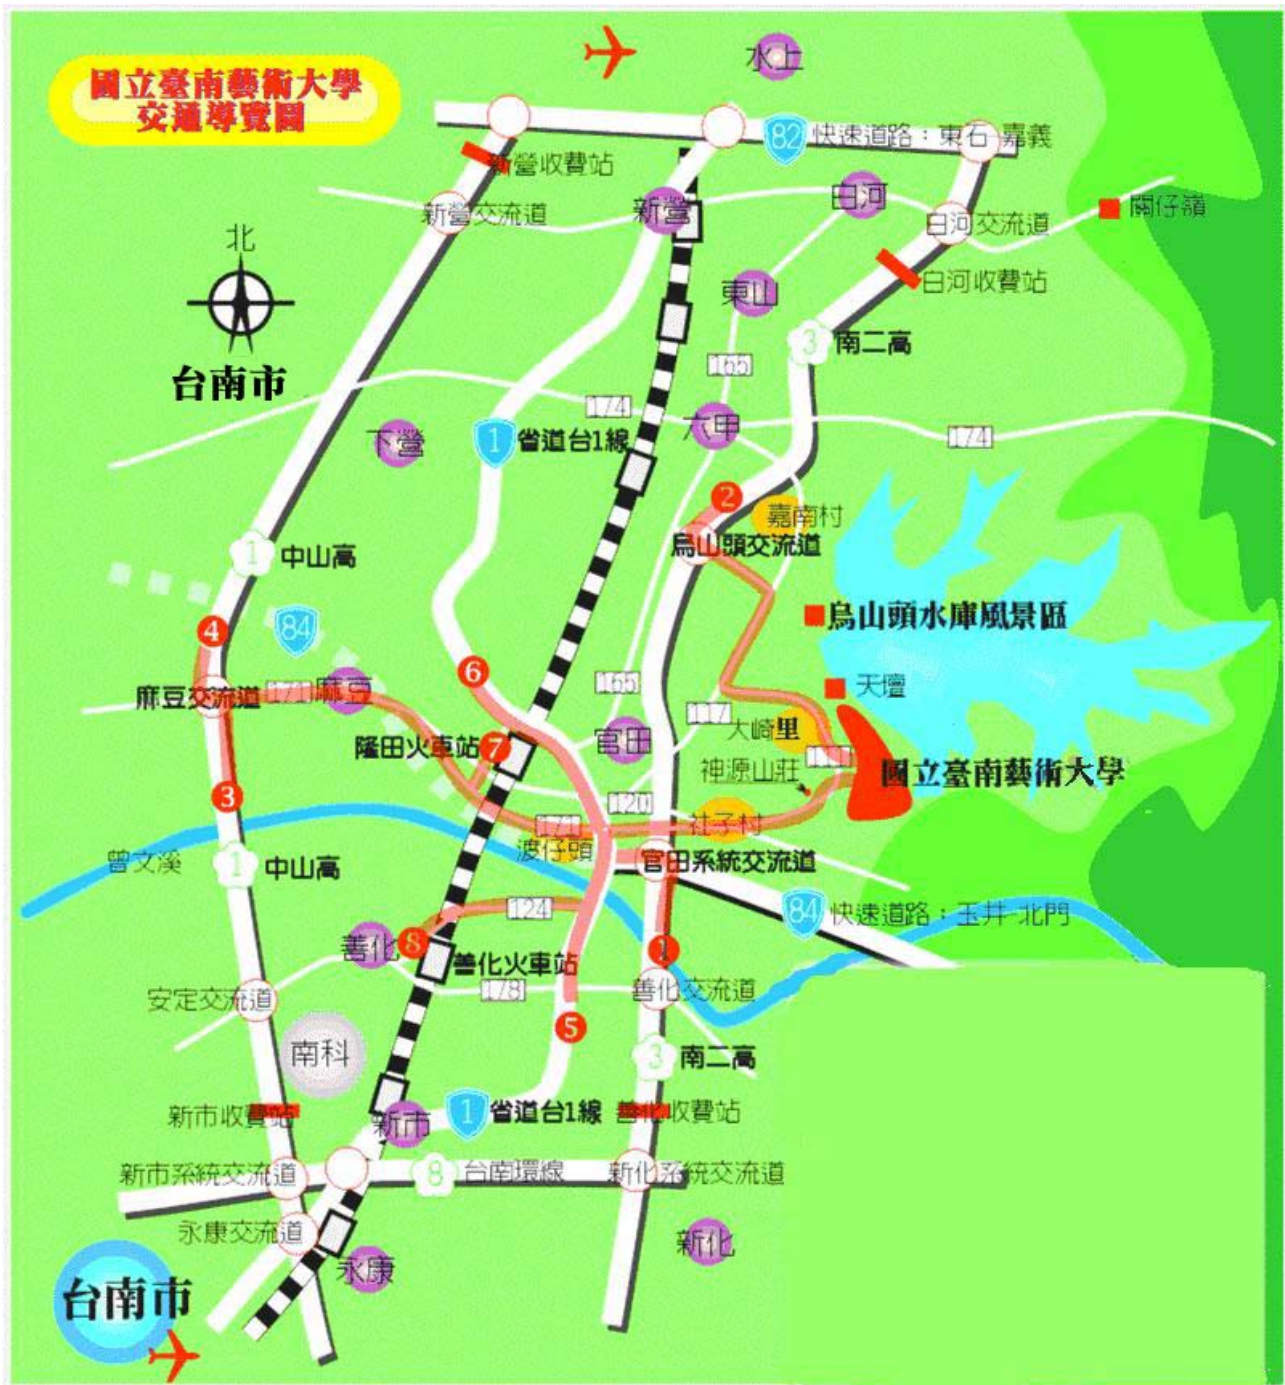 國立臺南藝術大學
交通導覽圖
水上
82
快速道路：東石-嘉義
新營收費站
新營交流道
新營
白河
白河交流道
關仔嶺
白河收費站
北
台南市
東山
3
南二高
165
174
下營
1
省道台1線
六甲
174
2
嘉南村
烏山頭交流道
1
中山高
84
烏山頭水庫風景區
4
6
麻豆交流道
171
麻豆
165
天壇
117
大崎里
隆田火車站
7
官田
神源山莊
國立臺南藝術大學
3
120
171
社子村
渡仔頭
官田系統交流道
曾文溪
1
中山高
84
快速道路：玉井-北門
124
善化
8
善化火車站
1
178
善化交流道
安定交流道
5
南科
3
南二高
新市收費站
新市
1
省道台1線
善化收費站
新市系統交流道
8
台南環線
新化系統交流道
永康交流道
新化
永康
台南市